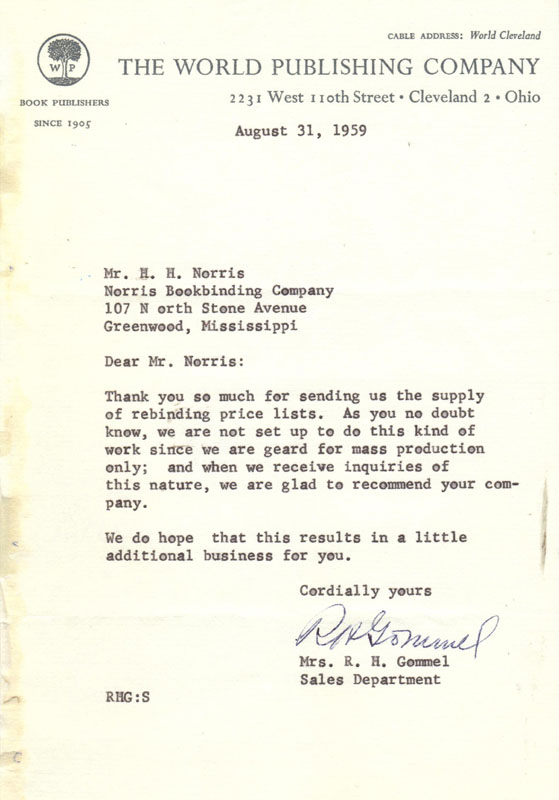 CABLE ADDRESS: World Cleveland
W P
THE WORLD PUBLISHING COMPANY
BOOK PUBLISHERS
2231 West 110th Street • Cleveland 2 • Ohio
SINCE 1905
August 31, 1959
Mr. H. H. Norris
Norris Bookbinding Company
107 N orth Stone Avenue
Greenwood, Mississippi
Dear Mr. Norris:
Thank you so much for sending us the supply
of rebinding price lists. As you no doubt
know, we are not set up to do this kind of
work since we are geard for mass production
only; and when we receive inquiries of
this nature, we are glad to recommend your com-
pany.
We do hope that this results in a little
additional business for you.
Cordially yours
R H Gommel
Mrs. R. H. Gommel
Sales Department
RHG:S